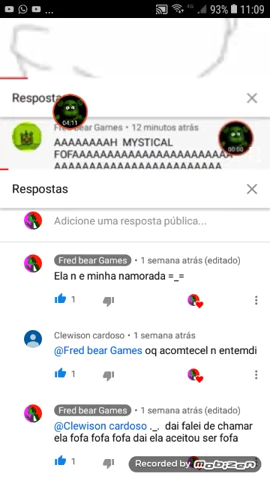 93% 11:09
Respostas
04:11
Fred bear Games • 12 minutos atrás
00:00
AAAAAAAAH MYSTICAL
Respostas
Adicione uma resposta pública...
Fred bear Games • 1 semana atrás (editado)
Ela n e minha namorada =_=
1
Clewison cardoso • 1 semana atrás
@Fred bear Games oq acomtecel n entemdi
1
Fred bear Games • 1 semana atrás (editado)
@Clewison cardoso ._. dai falei de chamar
ela fofa fofa fofa dai ela aceitou ser fofa
1
Recorded by mobizen